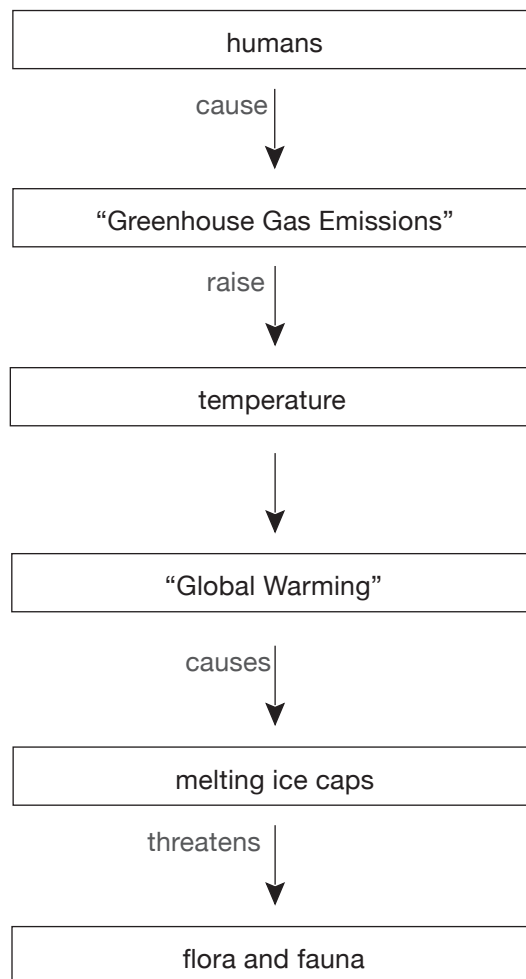 humans
cause
“Greenhouse Gas Emissions”
raise
temperature
“Global Warming”
causes
melting ice caps
threatens
flora and fauna